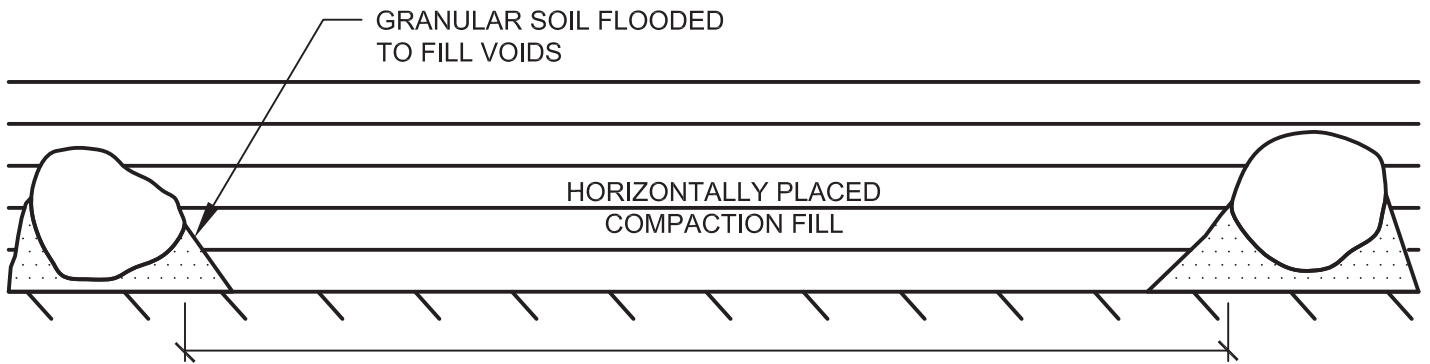 GRANULAR SOIL FLOODED
TO FILL VOIDS
HORIZONTALLY PLACED
COMPACTION FILL